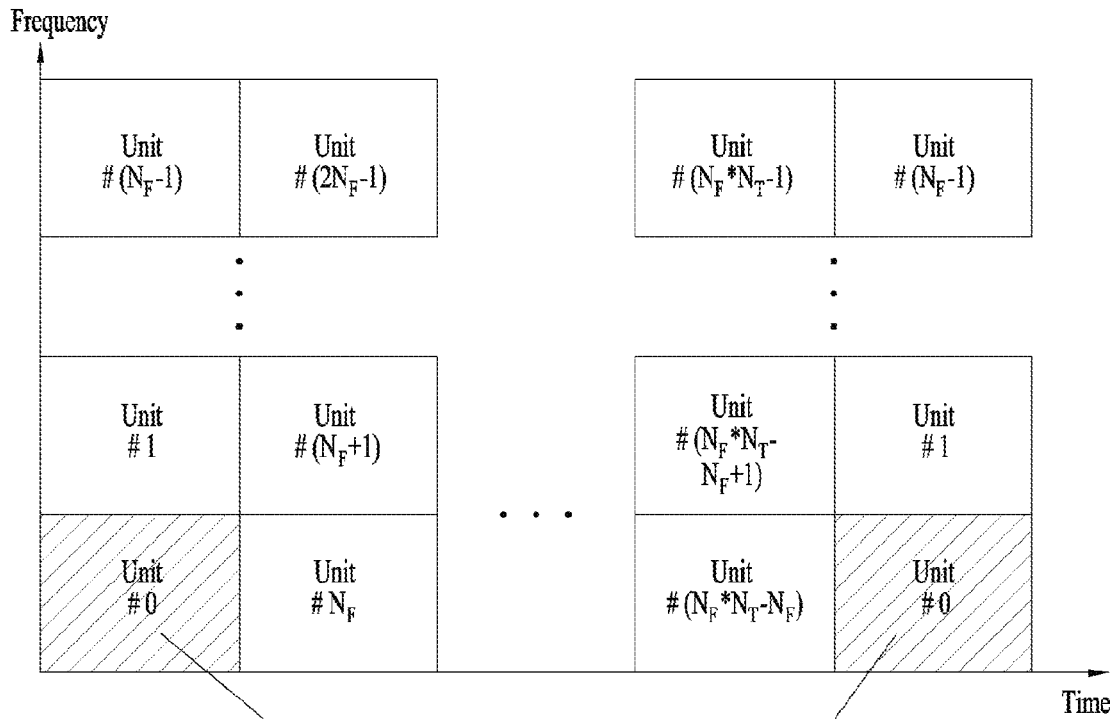 Frequency
Unit
# (N_F-1)
Unit
# (2N_F-1)
Unit
# (N_F*N_T-1)
Unit
# (N_F-1)
Unit
# 1
Unit
# (N_F+1)
Unit
# (N_F*N_T-
N_F+1)
Unit
# 1
Unit
# 0
Unit
# N_F
Unit
# (N_F*N_T-N_F)
Unit
# 0
Time